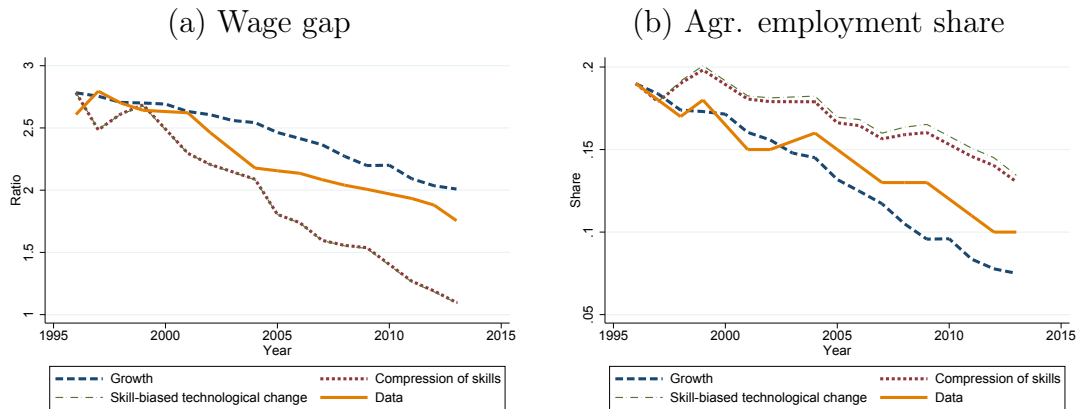 (a) Wage gap
3
2.5
2
1.5
1
Ratio
1995 2000 2005 2010 2015
Year
Growth Compression of skills
Skill-biased technological change Data
(b) Agr. employment share
.2
.15
.1
.05
Share
1995 2000 2005 2010 2015
Year
Growth Compression of skills
Skill-biased technological change Data